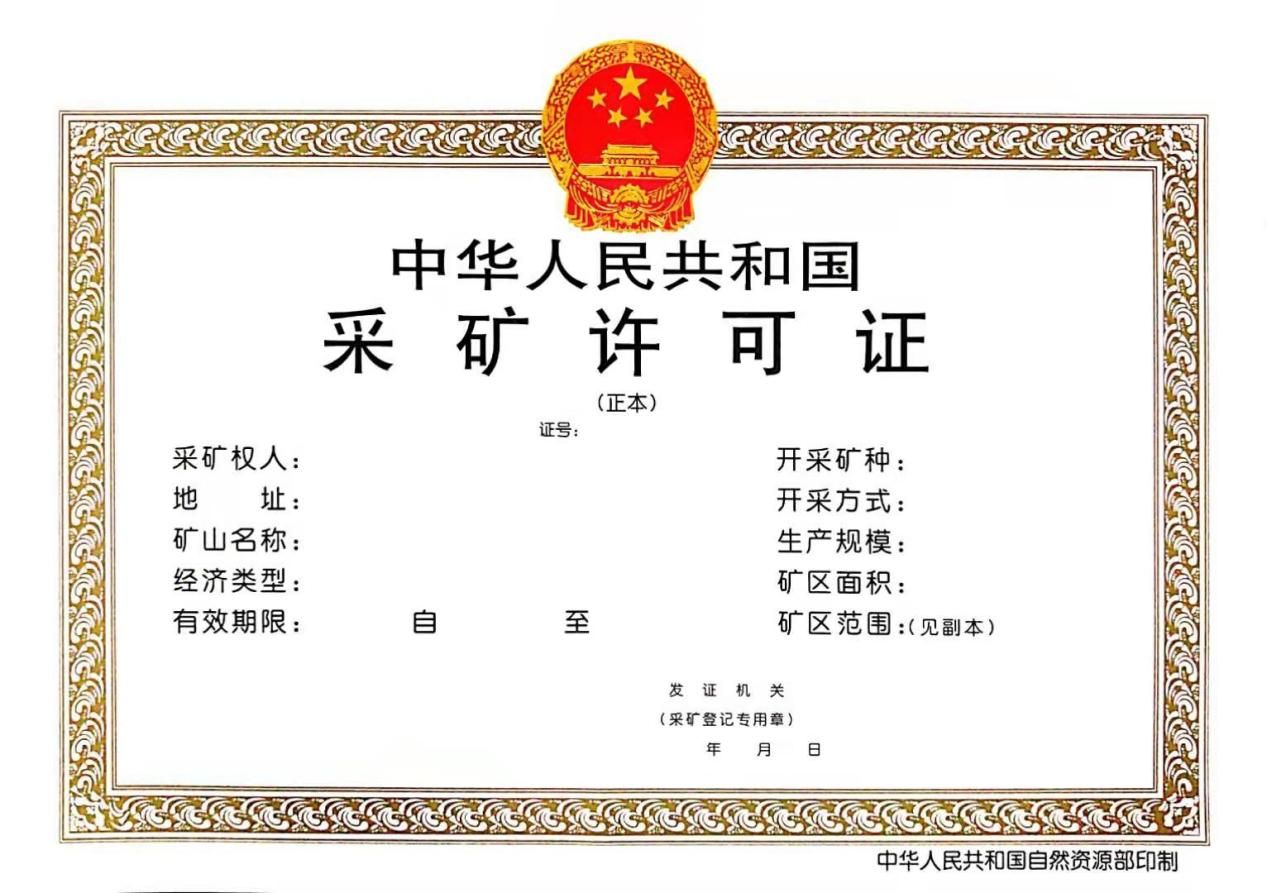 中华人民共和国
采矿许可证
（正本）
证号：
采矿权人：
地 址：
矿山名称：
经济类型：
有效期限： 自 至
开采矿种：
开采方式：
生产规模：
矿区面积：
矿区范围：（见副本）
发证机关
（采矿登记专用章）
年 月 日
中华人民共和国自然资源部印制